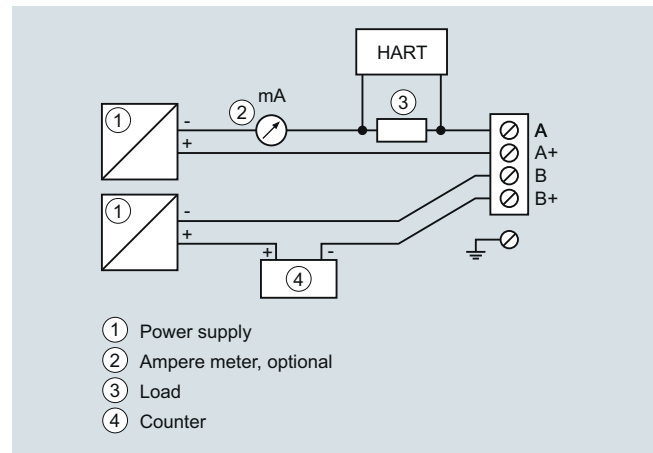 HART
mA
1
2
3
-
A
+
A+
B
1
B+
-
+
+
-
4
1 Power supply
2 Ampere meter, optional
3 Load
4 Counter